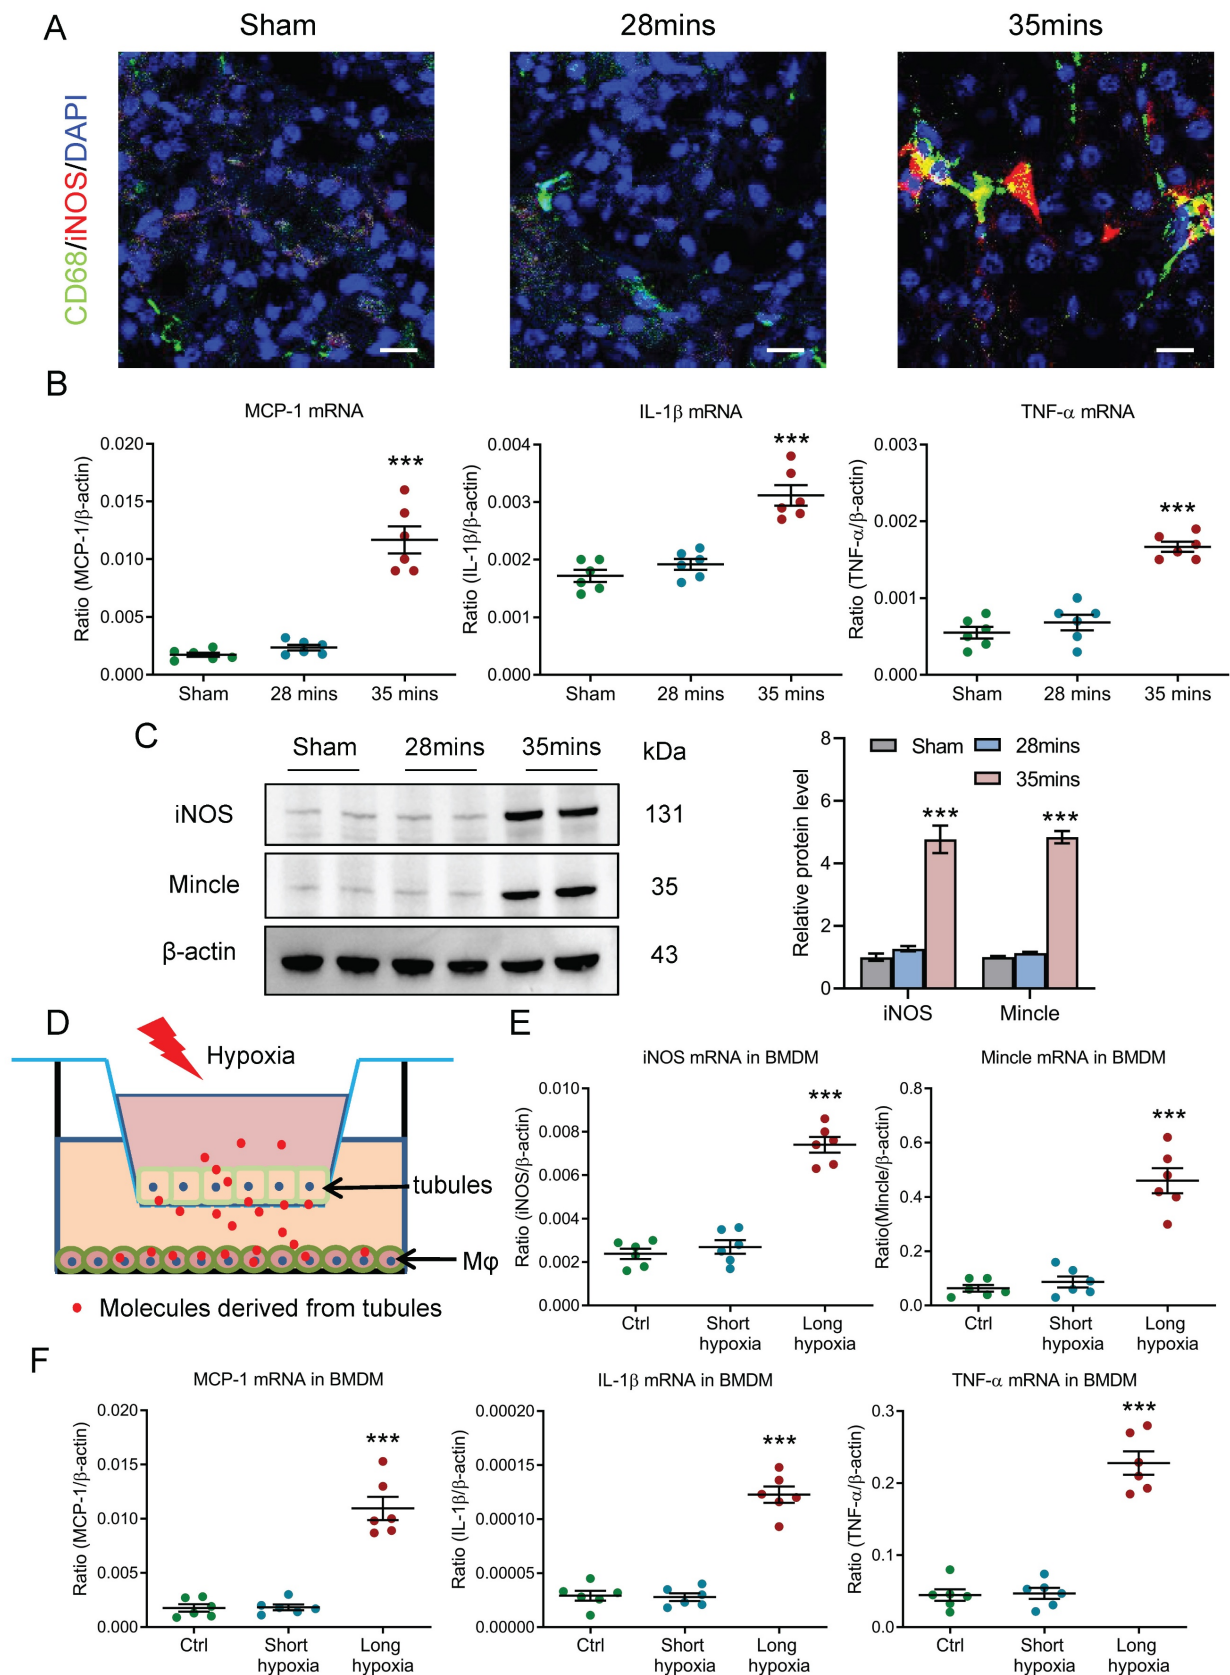 A
Sham
28mins
35mins
CD68/iNOS/DAPI
B
MCP-1 mRNA
Ratio (MCP-1/β-actin)
0.020
0.015
0.010
0.005
0.000
***
Sham
28 mins
35 mins
IL-1β mRNA
Ratio (IL-1β/β-actin)
0.004
0.003
0.002
0.001
0.000
***
Sham
28 mins
35 mins
TNF-α mRNA
Ratio (TNF-α/β-actin)
0.003
0.002
0.001
0.000
***
Sham
28 mins
35 mins
C
Sham
28mins
35mins
kDa
iNOS
131
Mincle
35
β-actin
43
Relative protein level
8
6
4
2
0
Sham
28mins
35mins
***
***
iNOS
Mincle
D
Hypoxia
tubules
Mφ
Molecules derived from tubules
E
iNOS mRNA in BMDM
Ratio (iNOS/β-actin)
0.010
0.008
0.006
0.004
0.002
0.000
***
Ctrl
Short
hypoxia
Long
hypoxia
Mincle mRNA in BMDM
Ratio(Mincle/β-actin)
0.8
0.6
0.4
0.2
0.0
***
Ctrl
Short
hypoxia
Long
hypoxia
F
MCP-1 mRNA in BMDM
Ratio (MCP-1/β-actin)
0.020
0.015
0.010
0.005
0.000
***
Ctrl
Short
hypoxia
Long
hypoxia
IL-1β mRNA in BMDM
Ratio (IL-1β/β-actin)
0.00020
0.00015
0.00010
0.00005
0.00000
***
Ctrl
Short
hypoxia
Long
hypoxia
TNF-α mRNA in BMDM
Ratio (TNF-α/β-actin)
0.3
0.2
0.1
0.0
***
Ctrl
Short
hypoxia
Long
hypoxia